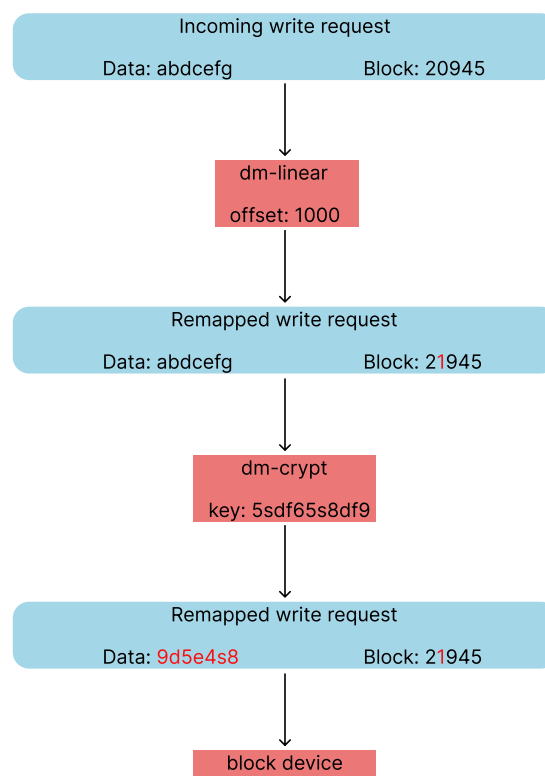 Incoming write request
Data: abdcefg Block: 20945
dm-linear
offset: 1000
Remapped write request
Data: abdcefg Block: 21945
dm-crypt
key: 5sdf65s8df9
Remapped write request
Data: 9d5e4s8 Block: 21945
block device